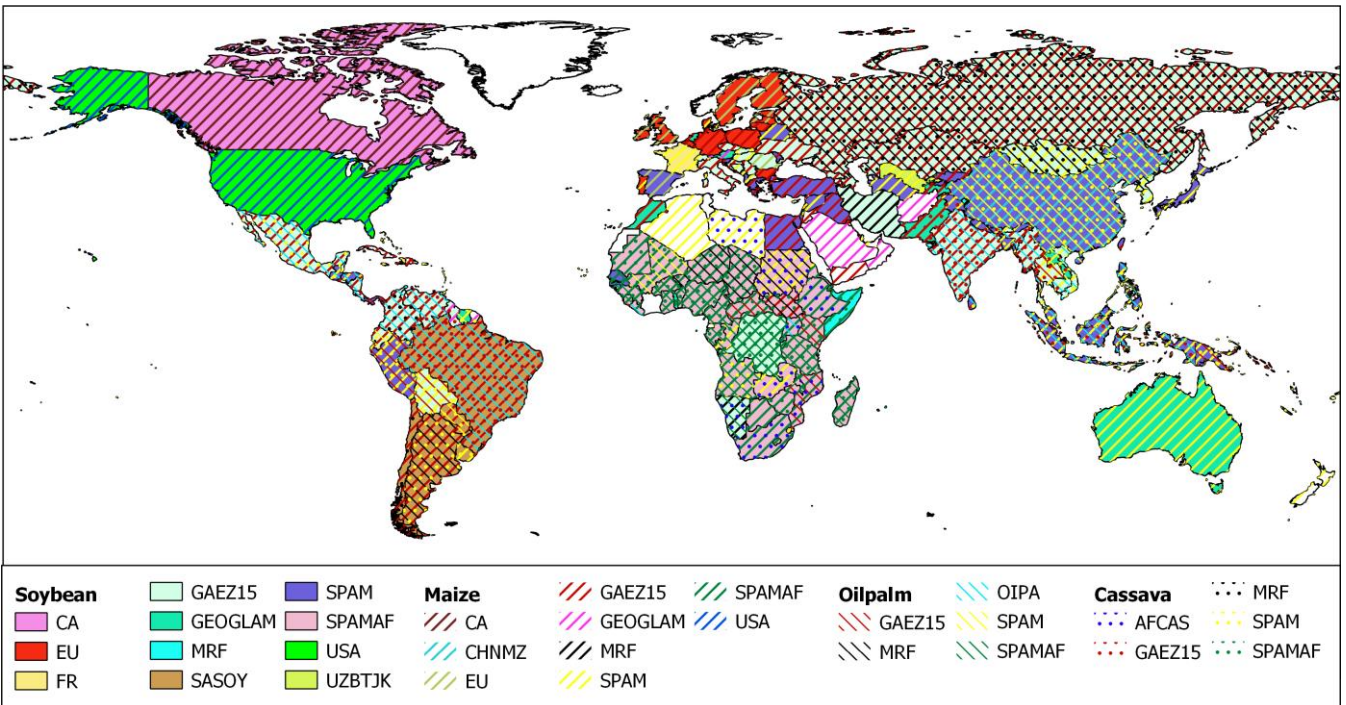 Soybean
CA
EU
FR
GAEZ15
GEOGLAM
MRF
SASOY
SPAM
SPAMAF
USA
UZBTJK
Maize
CA
CHNMZ
EU
GAEZ15
GEOGLAM
MRF
SPAM
SPAMAF
USA
Oilpalm
GAEZ15
MRF
OIPA
SPAM
SPAMAF
Cassava
AFCAS
GAEZ15
MRF
SPAM
SPAMAF